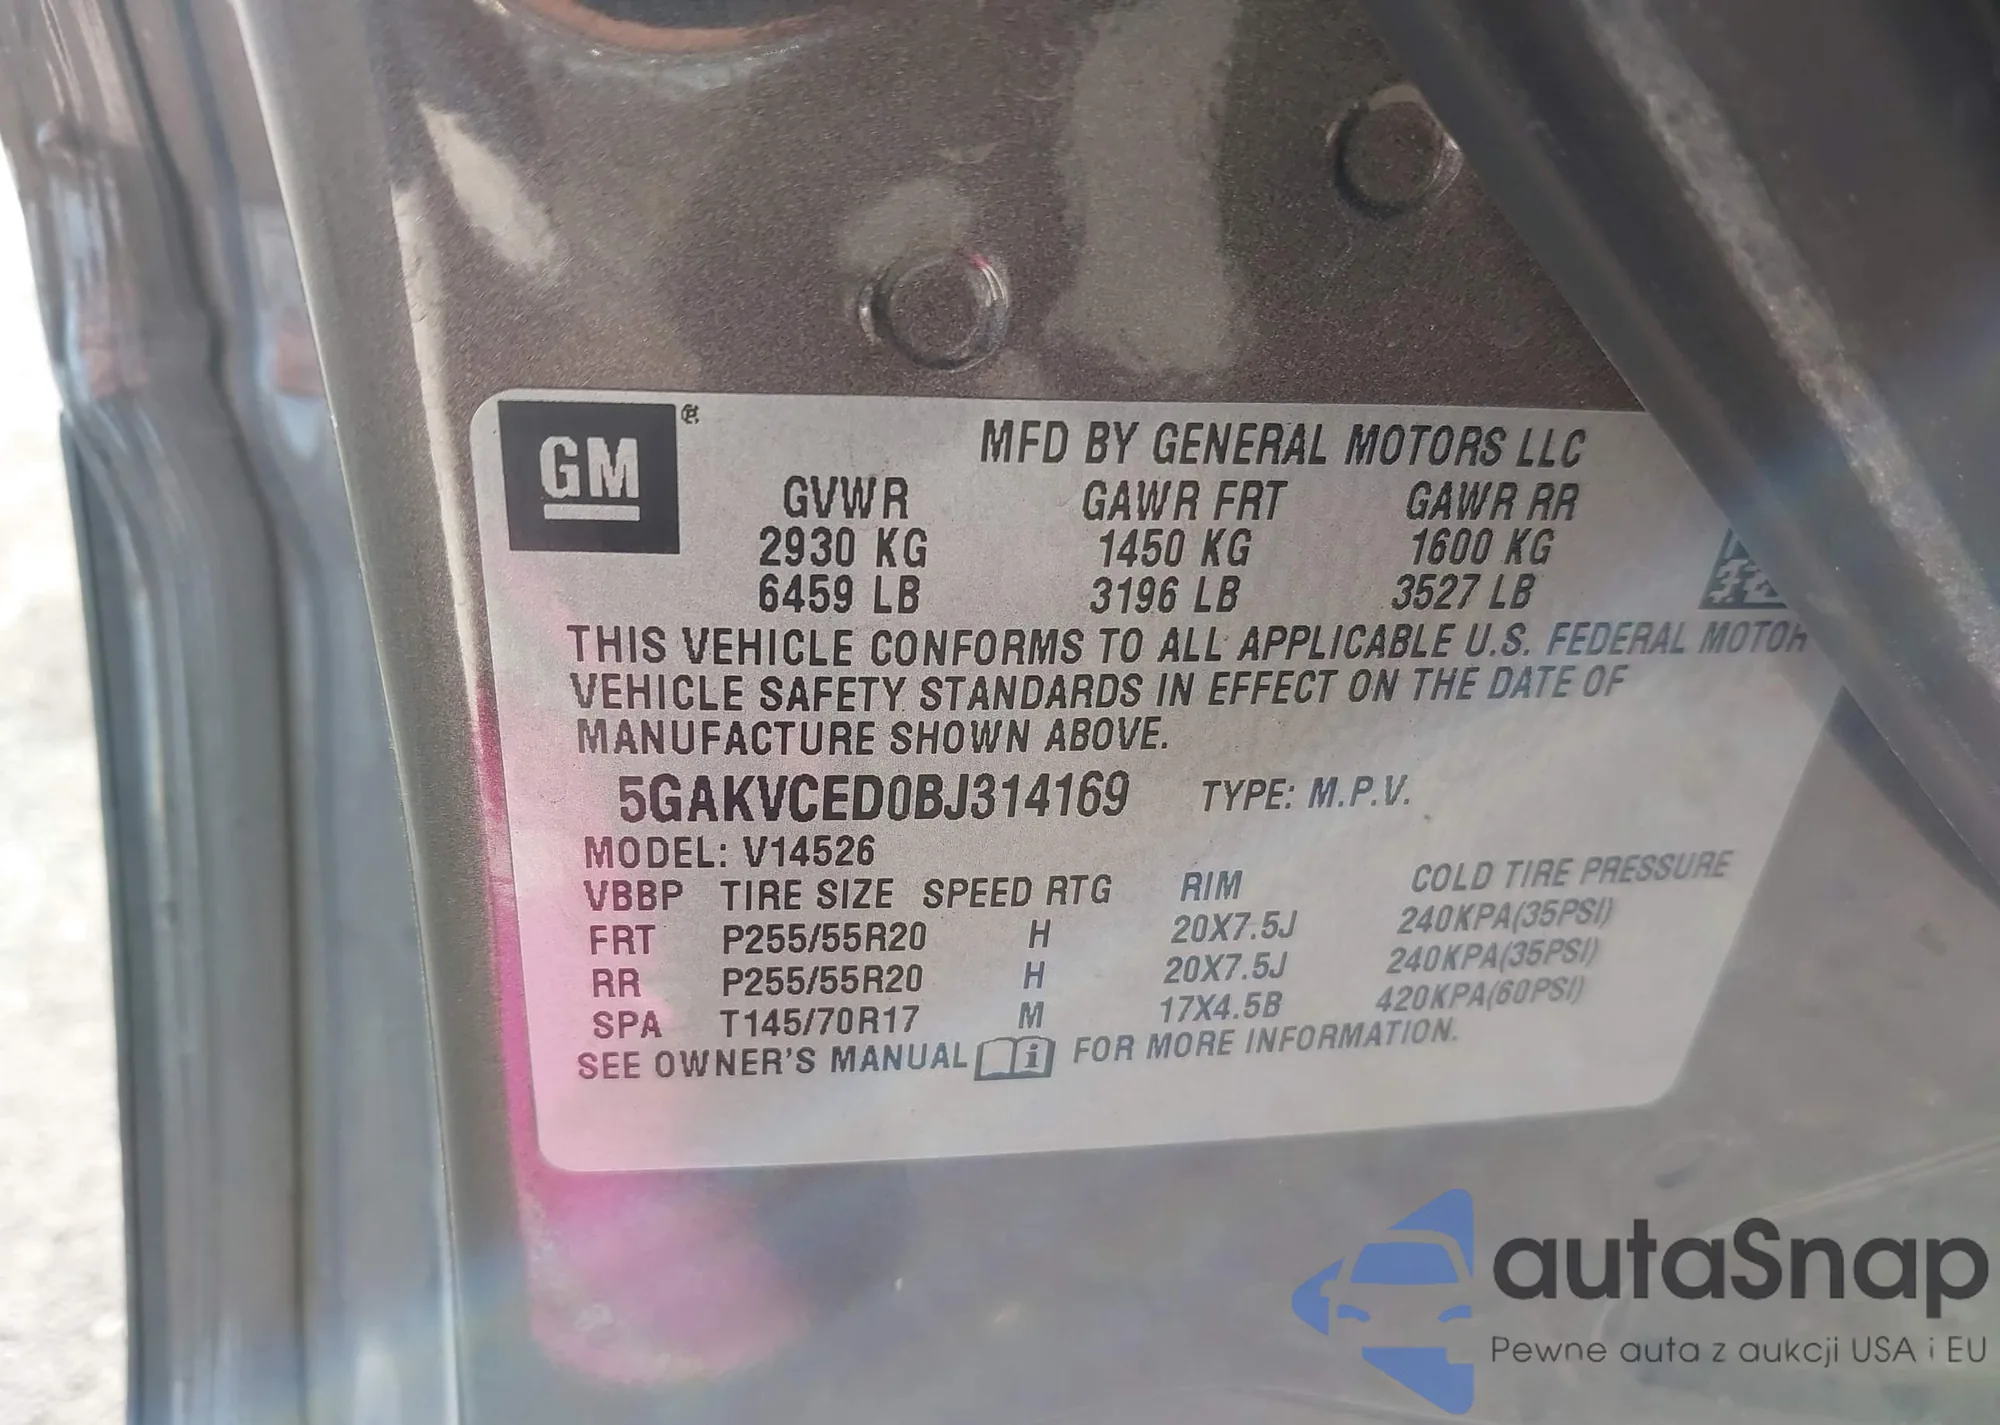 GM
MFD BY GENERAL MOTORS LLC
GVWR GAWR FRT GAWR RR
2930 KG 1450 KG 1600 KG
6459 LB 3196 LB 3527 LB
THIS VEHICLE CONFORMS TO ALL APPLICABLE U.S. FEDERAL MOTOR
VEHICLE SAFETY STANDARDS IN EFFECT ON THE DATE OF
MANUFACTURE SHOWN ABOVE.
5GAKVCED0BJ314169 TYPE: M.P.V.
MODEL: V14526
VBBP TIRE SIZE SPEED RTG RIM COLD TIRE PRESSURE
FRT P255/55R20 H 20X7.5J 240KPA(35PSI)
RR P255/55R20 H 20X7.5J 240KPA(35PSI)
SPA T145/70R17 M 17X4.5B 420KPA(60PSI)
SEE OWNER'S MANUAL i FOR MORE INFORMATION.
autaSnap
Pewne auta z aukcji USA i EU